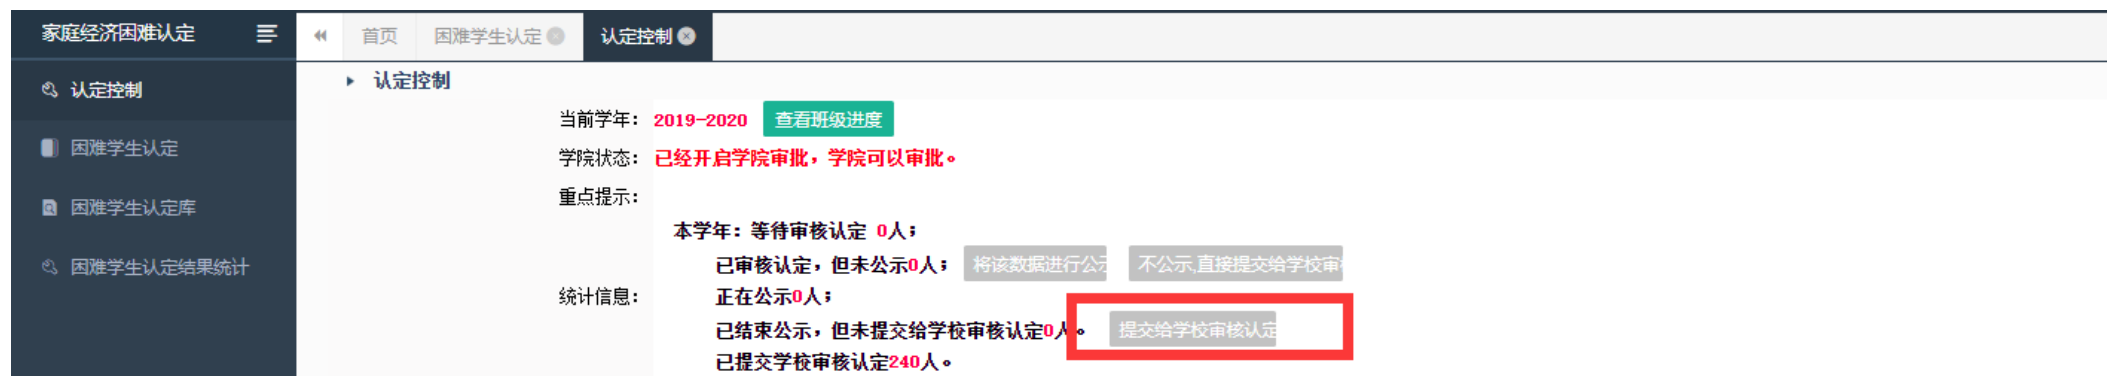 家庭经济困难认定
首页 困难学生认定 认定控制
认定控制
困难学生认定
困难学生认定库
困难学生认定结果统计
认定控制
当前学年： 2019-2020 查看班级进度
学院状态： 已经开启学院审批，学院可以审批。
重点提示：
本学年：等待审核认定 0人；
已审核认定，但未公示0人； 将该数据进行公示 不公示,直接提交给学校审
统计信息： 正在公示0人；
已结束公示，但未提交给学校审核认定0人。 提交给学校审核认定
已提交学校审核认定240人。